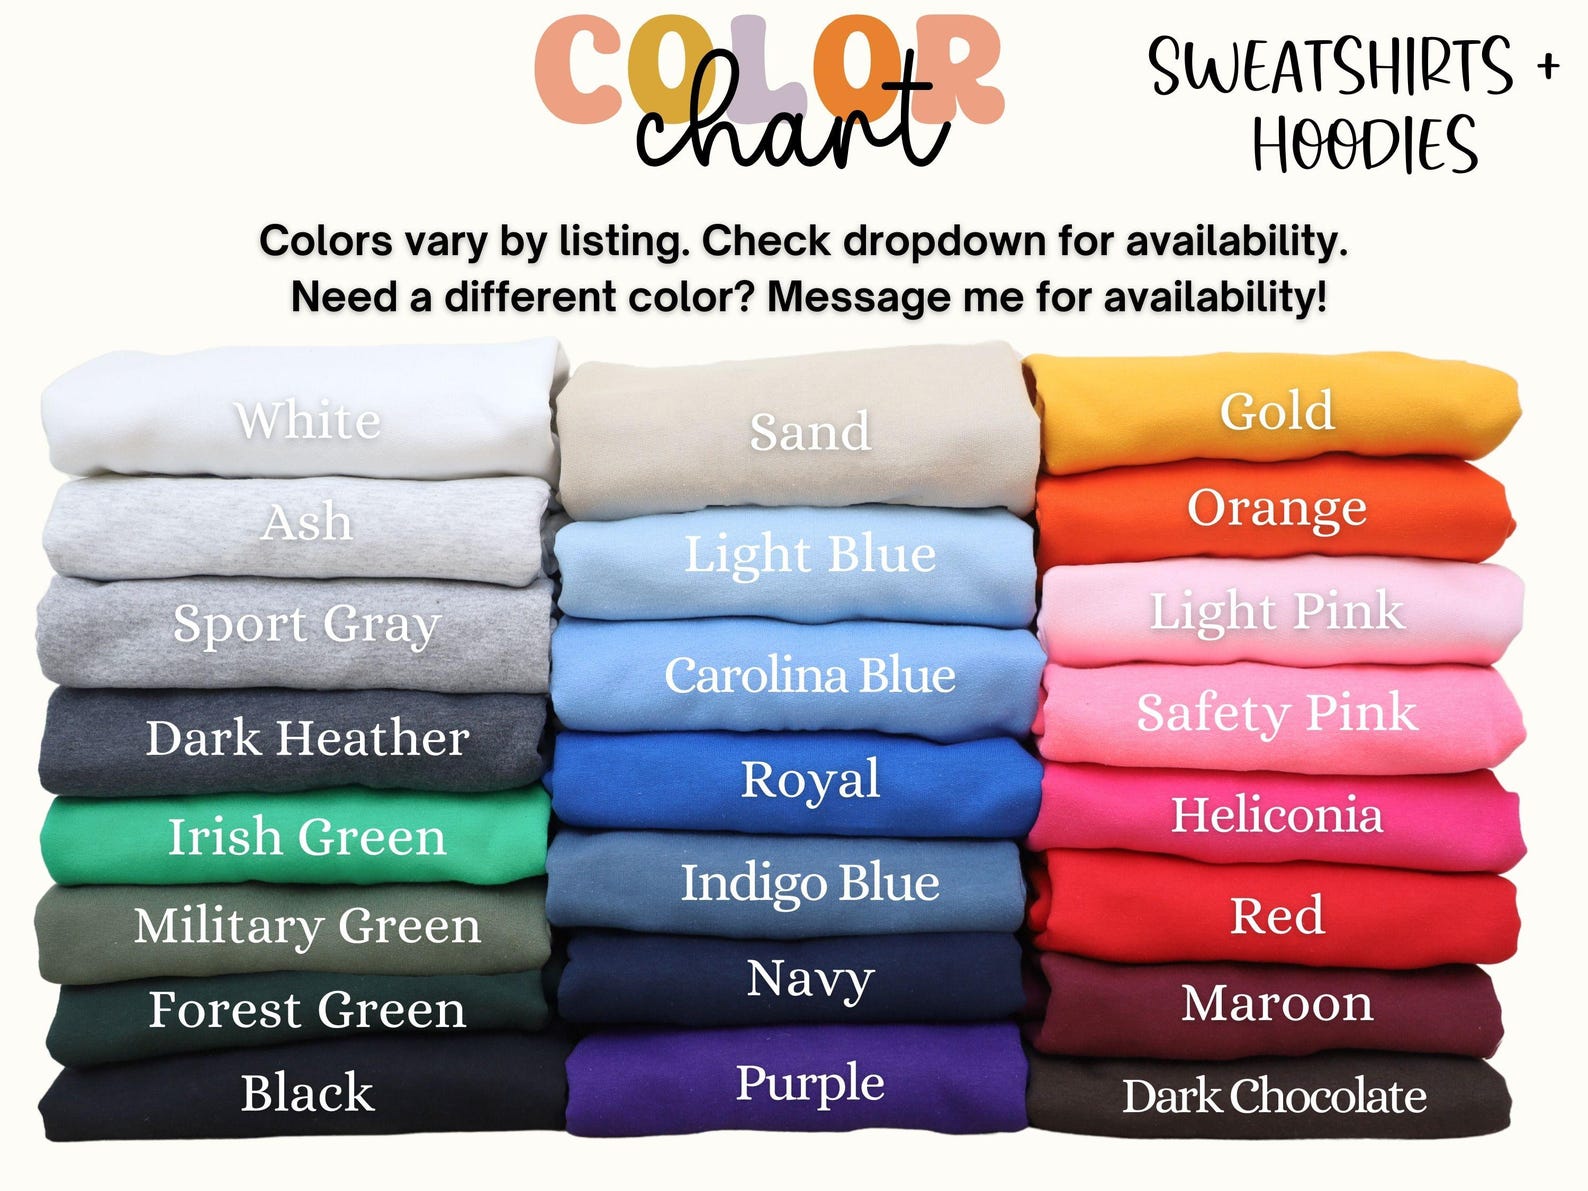 COLOR
chart
SWEATSHIRTS +
HOODIES
Colors vary by listing. Check dropdown for availability.
Need a different color? Message me for availability!
White
Ash
Sport Gray
Dark Heather
Irish Green
Military Green
Forest Green
Black
Sand
Light Blue
Carolina Blue
Royal
Indigo Blue
Navy
Purple
Gold
Orange
Light Pink
Safety Pink
Heliconia
Red
Maroon
Dark Chocolate